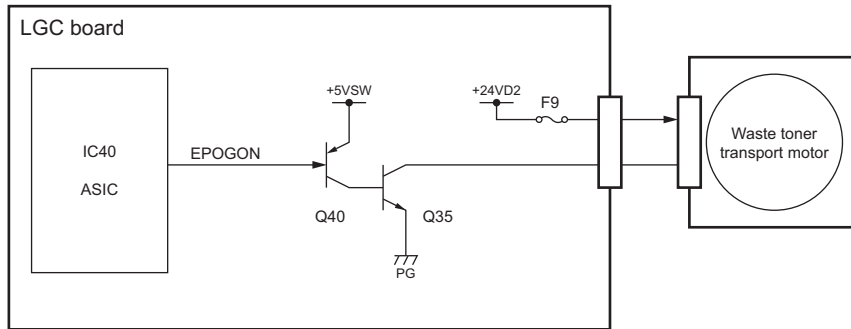 LGC board
+5VSW
+24VD2
F9
IC40
ASIC
EPOGON
Q40
Q35
PG
Waste toner
transport motor